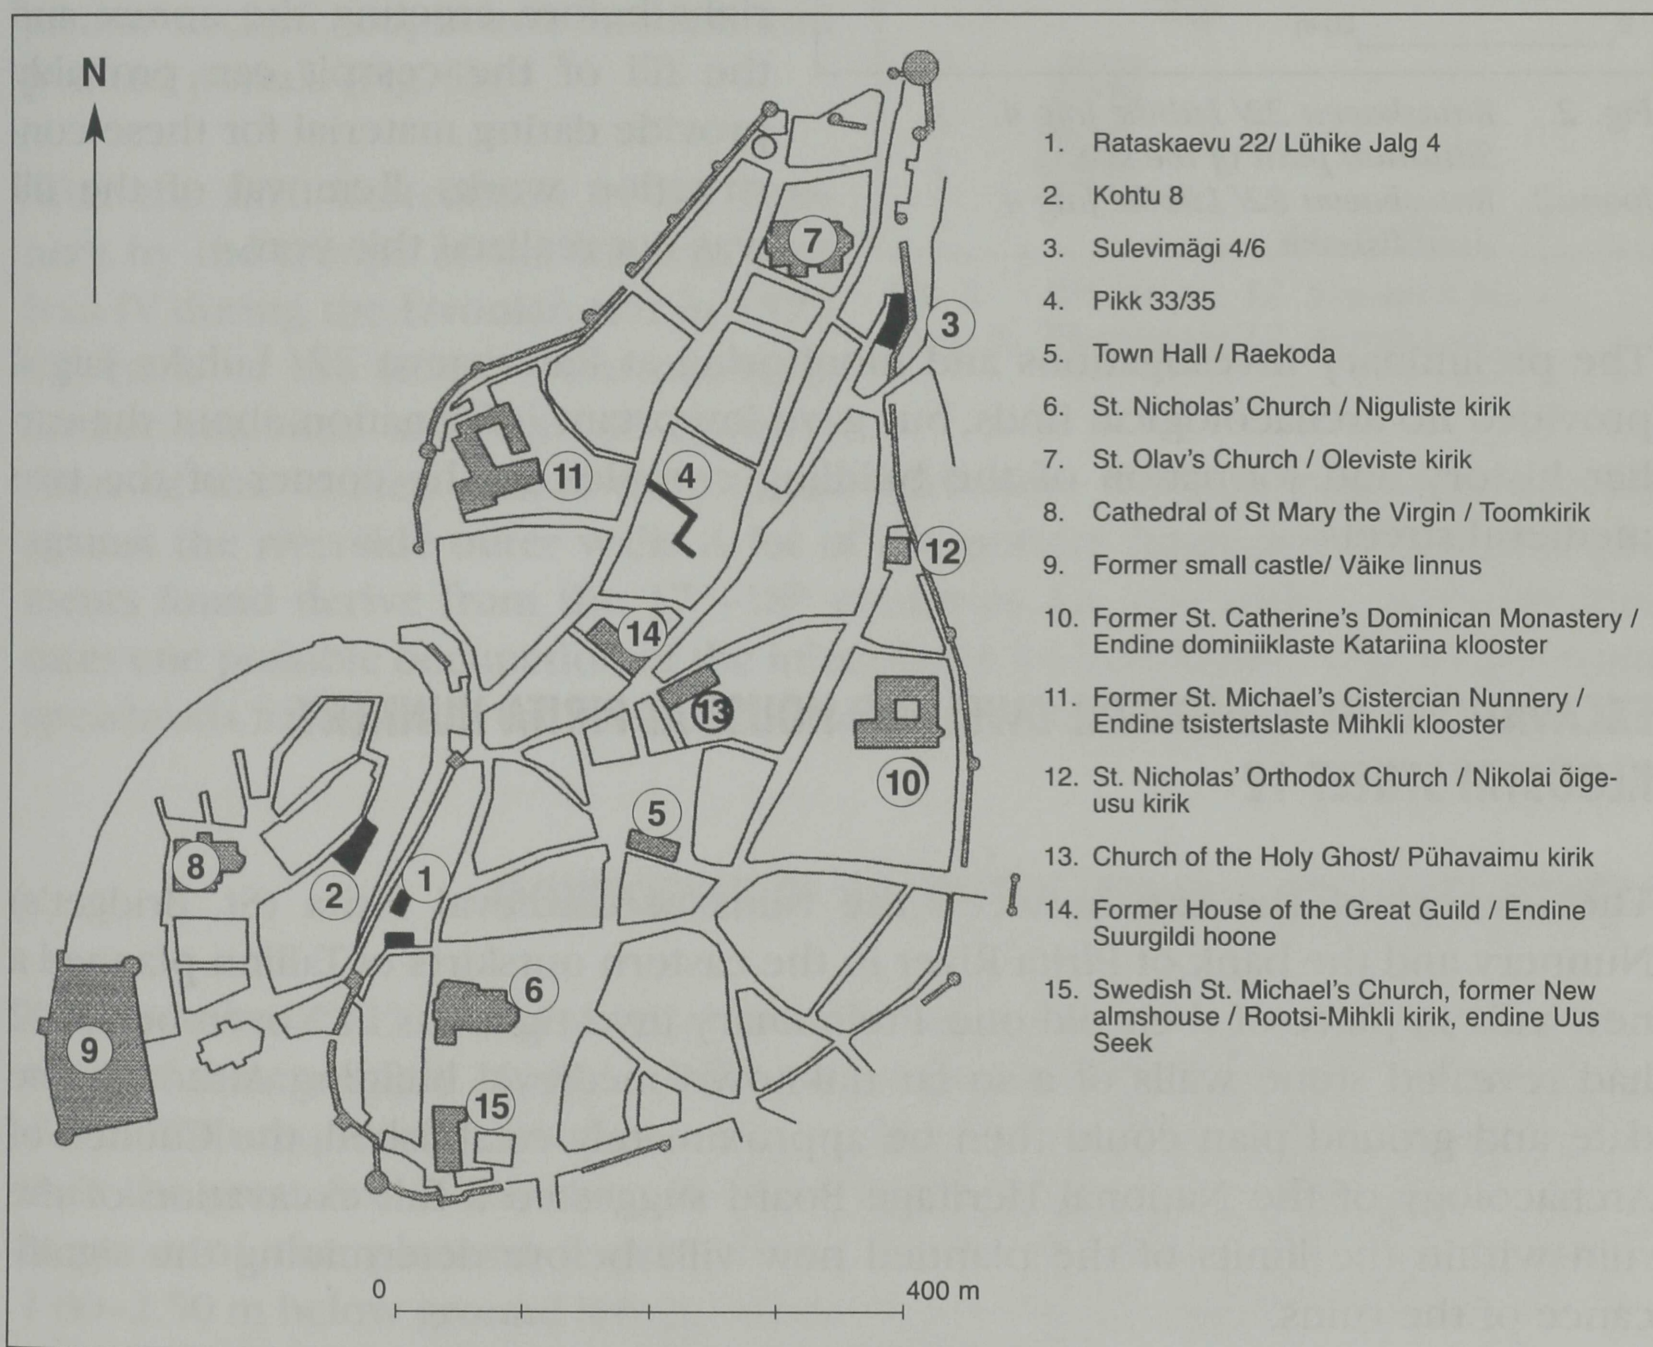 N
1. Rataskaevu 22/ Lühike Jalg 4
2. Kohtu 8
3. Sulevimägi 4/6
4. Pikk 33/35
5. Town Hall / Raekoda
6. St. Nicholas' Church / Niguliste kirik
7. St. Olav's Church / Oleviste kirik
8. Cathedral of St Mary the Virgin / Toomkirik
9. Former small castle/ Väike linnus
10. Former St. Catherine's Dominican Monastery /
Endine dominiiklaste Katariina klooster
11. Former St. Michael's Cistercian Nunnery /
Endine tsistertslaste Mihkli klooster
12. St. Nicholas' Orthodox Church / Nikolai õige-
usu kirik
13. Church of the Holy Ghost/ Pühavaimu kirik
14. Former House of the Great Guild / Endine
Suurgildi hoone
15. Swedish St. Michael's Church, former New
almshouse / Rootsi-Mihkli kirik, endine Uus
Seek
7
3
4
11
12
14
13
10
5
8
1
2
6
9
15
0
400 m